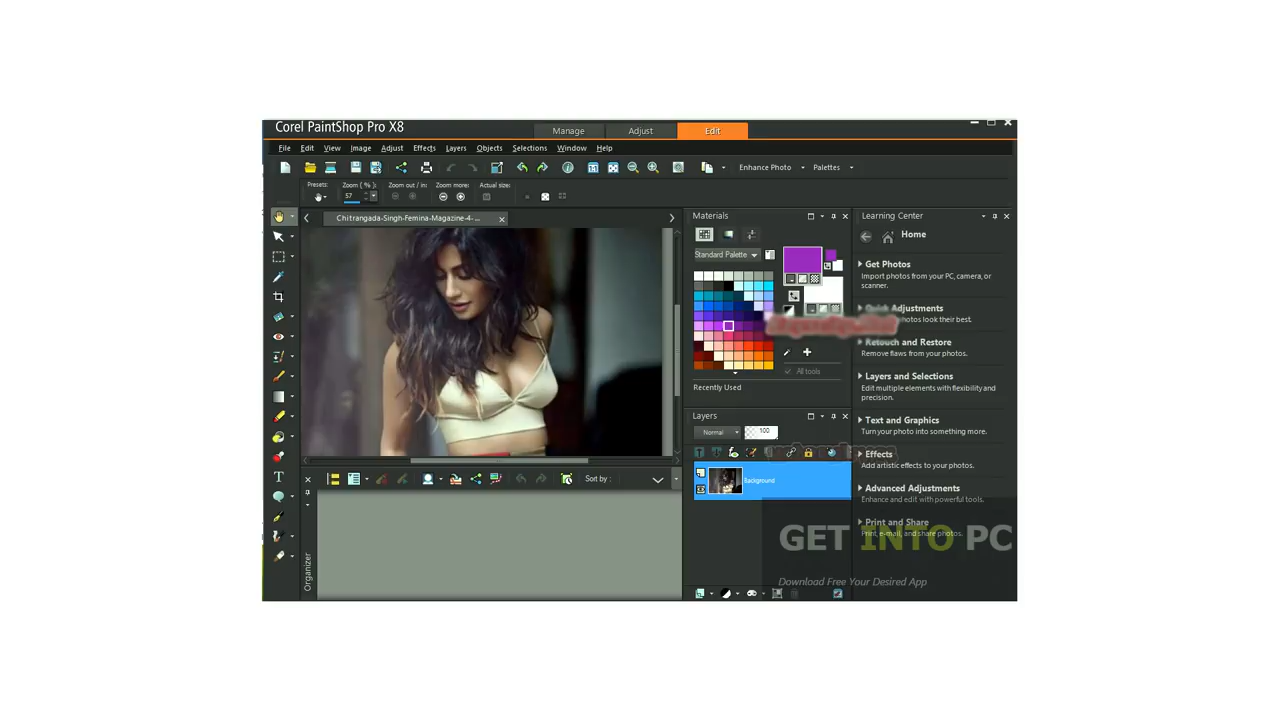 Corel PaintShop Pro X8
Manage Adjust Edit
File Edit View Image Adjust Effects Layers Objects Selections Window Help
Enhance Photo Palettes
Presets: Zoom ( % ): Zoom out / in: Zoom more: Actual size:
57
Chitrangada-Singh-Femina-Magazine-4-...
Materials
Standard Palette
All tools
Recently Used
Layers
Normal 100
Background
Learning Center
Home
Get Photos
Import photos from your PC, camera, or
scanner.
Quick Adjustments
photos look their best.
Retouch and Restore
Remove flaws from your photos.
Layers and Selections
Edit multiple elements with flexibility and
precision.
Text and Graphics
Turn your photo into something more.
Effects
Add artistic effects to your photos.
Advanced Adjustments
Enhance and edit with powerful tools.
Print and Share
Print, e-mail, and share photos.
Sort by :
Organizer
GET INTO PC
Download Free Your Desired App